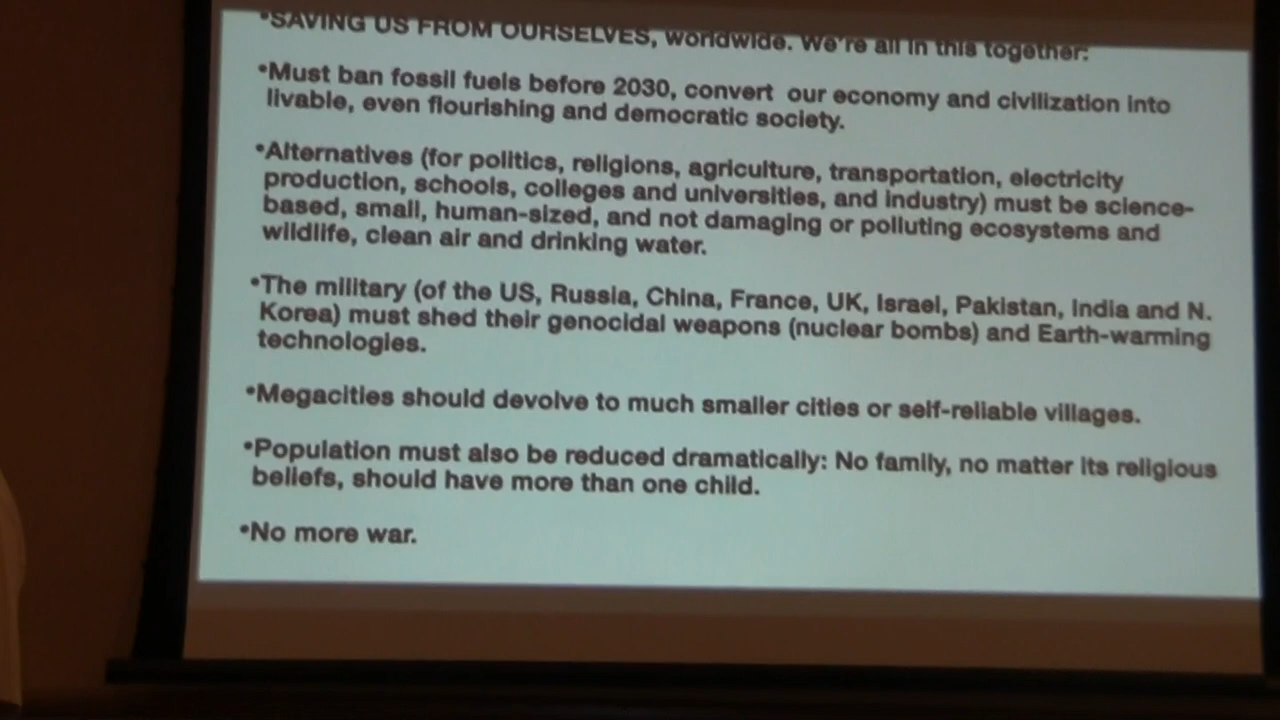 •SAVING US FROM OURSELVES, worldwide. We're all in this together:
•Must ban fossil fuels before 2030, convert our economy and civilization into
livable, even flourishing and democratic society.
•Alternatives (for politics, religions, agriculture, transportation, electricity
production, schools, colleges and universities, and industry) must be science-
based, small, human-sized, and not damaging or polluting ecosystems and
wildlife, clean air and drinking water.
•The military (of the US, Russia, China, France, UK, Israel, Pakistan, India and N.
Korea) must shed their genocidal weapons (nuclear bombs) and Earth-warming
technologies.
•Megacities should devolve to much smaller cities or self-reliable villages.
•Population must also be reduced dramatically: No family, no matter its religious
beliefs, should have more than one child.
•No more war.